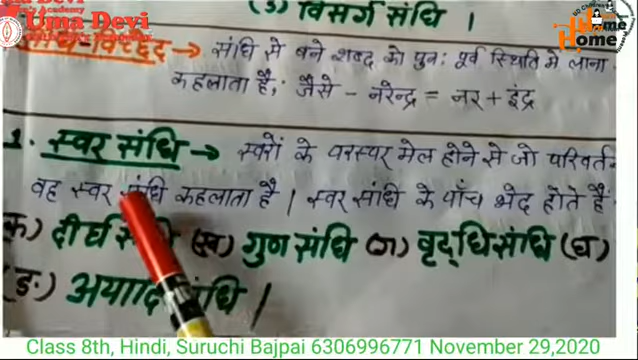 (3) विसर्ग संधि ।
Uma Devi
Home
Home
संधि-विच्छेद → संधि से बने शब्द को पुनः पूर्व स्थिति में लाना
कहलाता है; जैसे - नरेन्द्र = नर + इंद्र
1. स्वर संधि → स्वरों के परस्पर मेल होने से जो परिवर्तन
वह स्वर संधि कहलाता है । स्वर संधि के पाँच भेद होते हैं
क) दीर्घ संधि (ख) गुण संधि (ग) वृद्धि संधि (घ)
(ङ) अयादि संधि ।
Class 8th, Hindi, Suruchi Bajpai 6306996771 November 29,2020